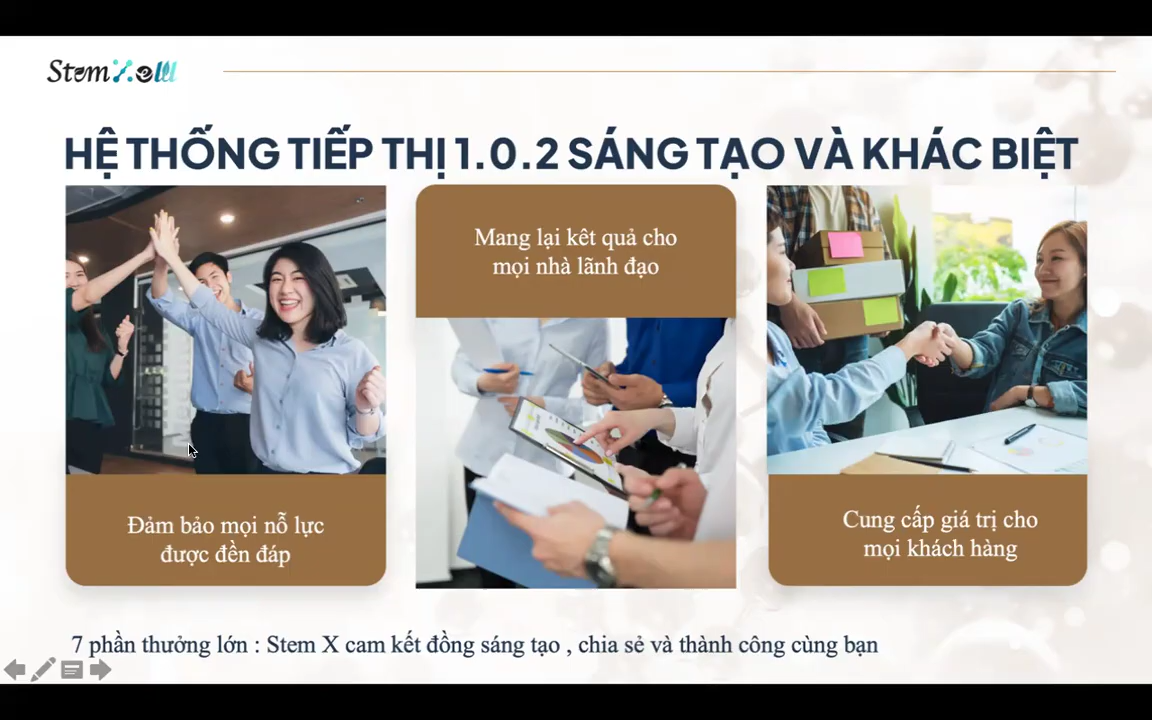 Stem Xell
HỆ THỐNG TIẾP THỊ 1.0.2 SÁNG TẠO VÀ KHÁC BIỆT
Đảm bảo mọi nỗ lực
được đền đáp
Mang lại kêt quả cho
mọi nhà lãnh đạo
Cung cấp giá trị cho
mọi khách hàng
7 phần thưởng lớn : Stem X cam kết đồng sáng tạo , chia sẻ và thành công cùng bạn